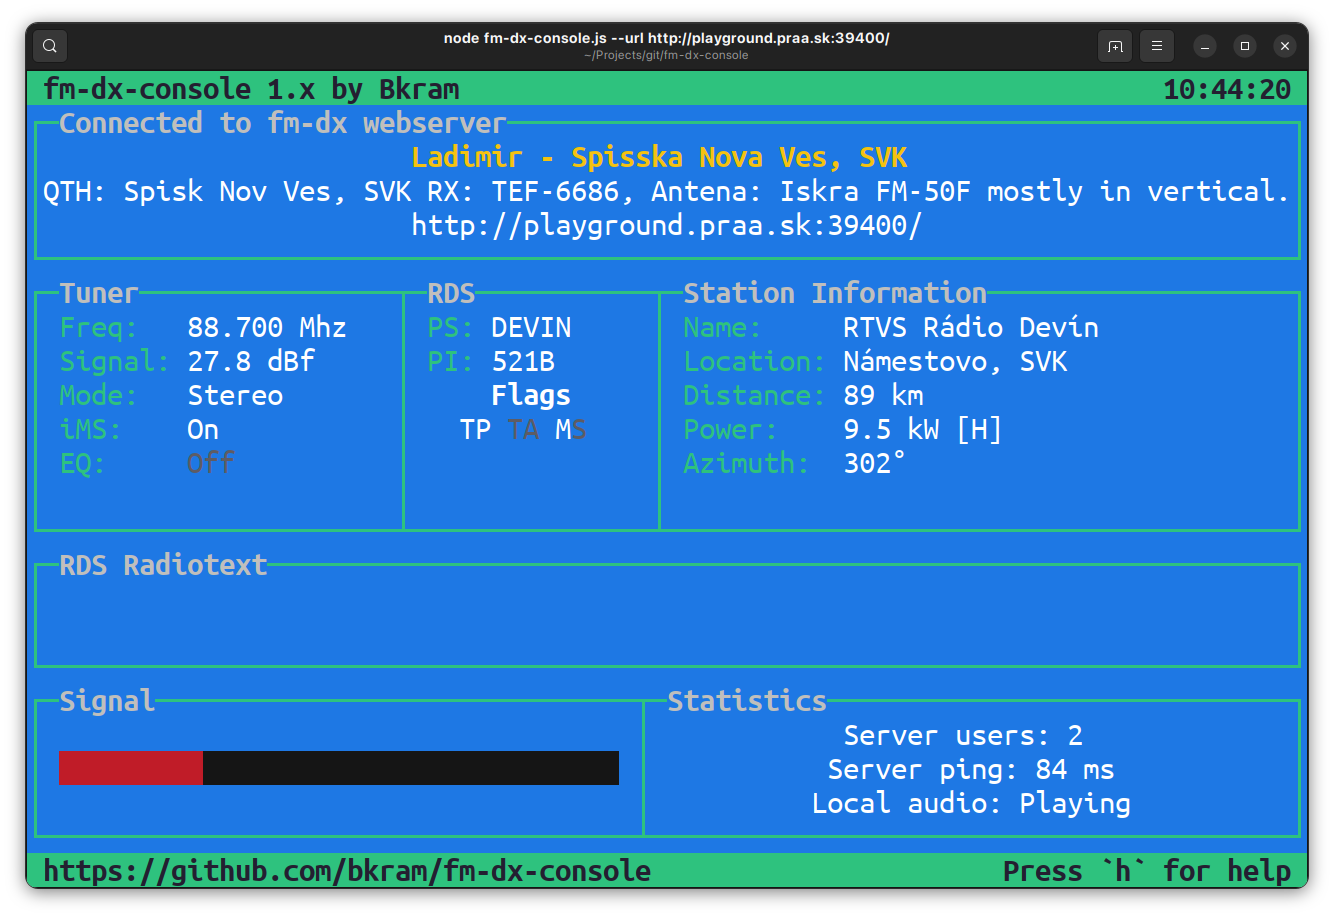 node fm-dx-console.js --url http://playground.praa.sk:39400/
~/Projects/git/fm-dx-console
fm-dx-console 1.x by Bkram 10:44:20
Connected to fm-dx webserver
Ladimir - Spisska Nova Ves, SVK
QTH: Spisk Nov Ves, SVK RX: TEF-6686, Antena: Iskra FM-50F mostly in vertical.
http://playground.praa.sk:39400/
Tuner
Freq: 88.700 Mhz
Signal: 27.8 dBf
Mode: Stereo
iMS: On
EQ: Off
RDS
PS: DEVIN
PI: 521B
Flags
TP TA MS
Station Information
Name: RTVS Rádio Devín
Location: Námestovo, SVK
Distance: 89 km
Power: 9.5 kW [H]
Azimuth: 302°
RDS Radiotext
Signal
Statistics
Server users: 2
Server ping: 84 ms
Local audio: Playing
https://github.com/bkram/fm-dx-console Press `h` for help